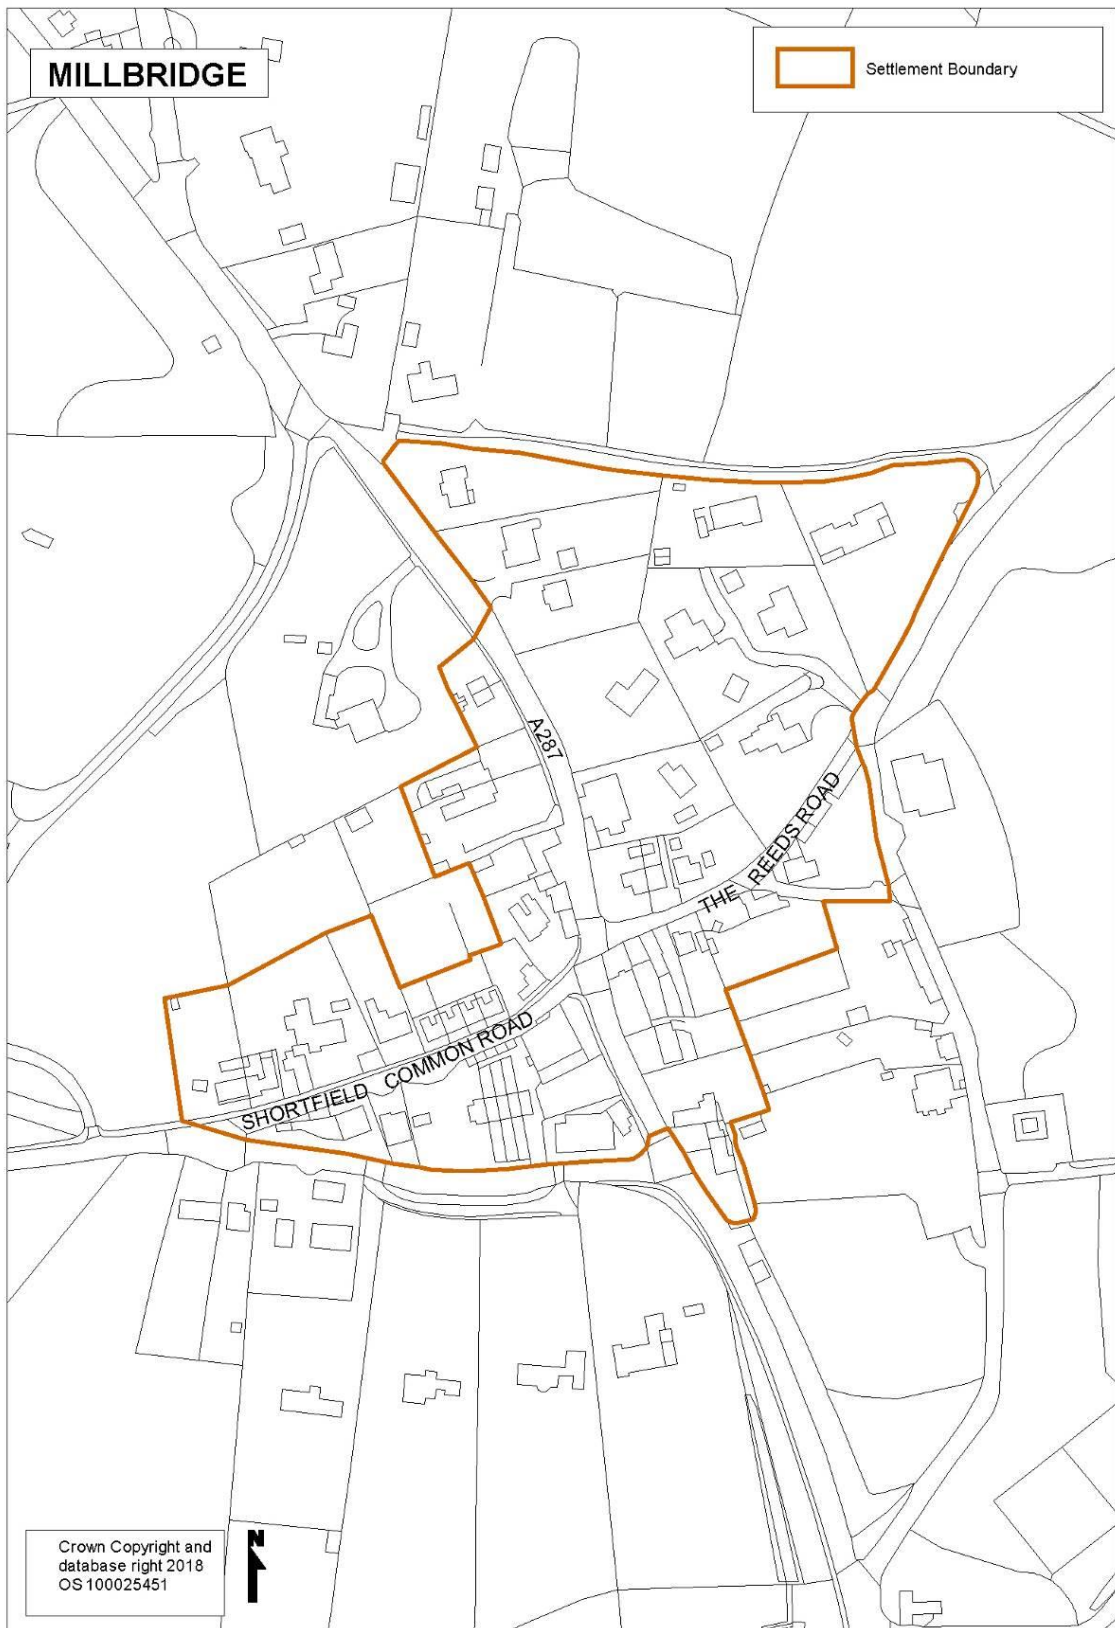 MILLBRIDGE
Settlement Boundary
A287
THE REEDS ROAD
SHORTFIELD COMMON ROAD
Crown Copyright and
database right 2018
OS 100025451
N